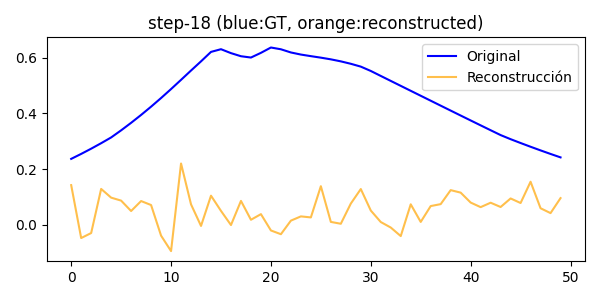 step-18 (blue:GT, orange:reconstructed)
Original
Reconstrucción
0.6
0.4
0.2
0.0
0 10 20 30 40 50